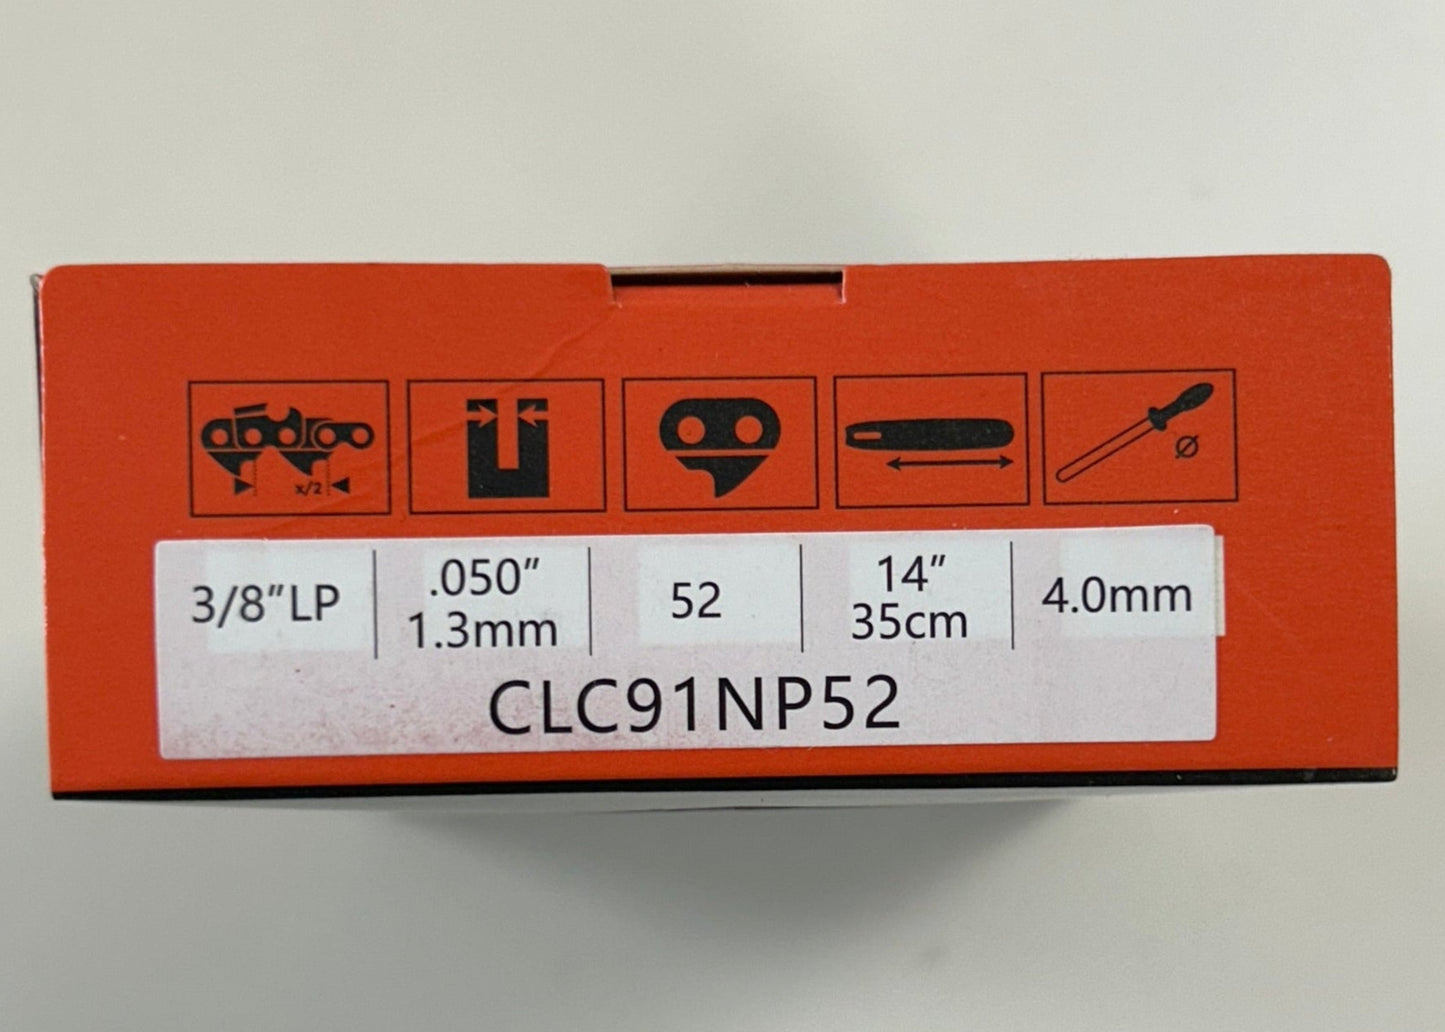 x/2
Ø
3/8"LP
.050"
1.3mm
52
14"
35cm
4.0mm
CLC91NP52